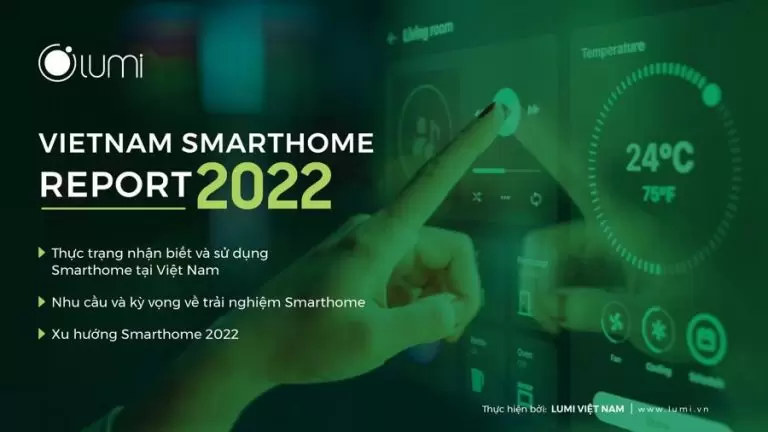 lumi
VIETNAM SMARTHOME
REPORT 2022
Thực trạng nhận biết và sử dụng
Smarthome tại Việt Nam
Nhu cầu và kỳ vọng về trải nghiệm Smarthome
Xu hướng Smarthome 2022
Living room
Temperature
24°C
75°F
Fan
Cooling
Thực hiện bởi: LUMI VIỆT NAM | www.lumi.vn